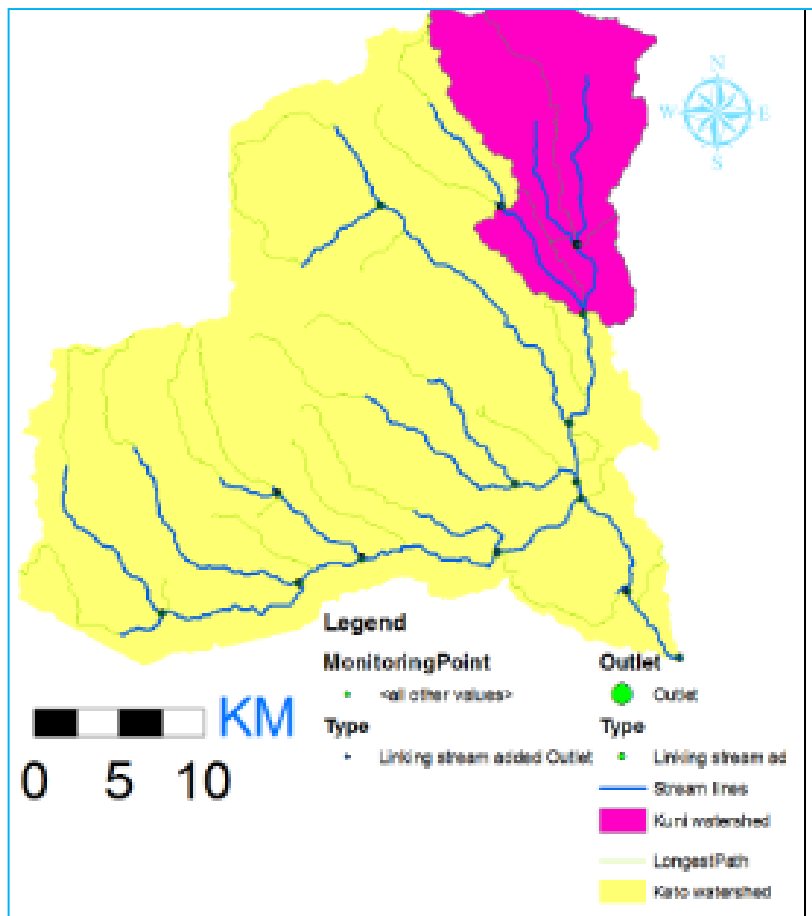 N
W E
S
Legend
MonitoringPoint
<all other values>
Type
Linking stream added Outlet
KM
0 5 10
Outlet
Outlet
Type
Linking stream ad
Stream lines
Kuni watershed
LongestPath
Kato watershed